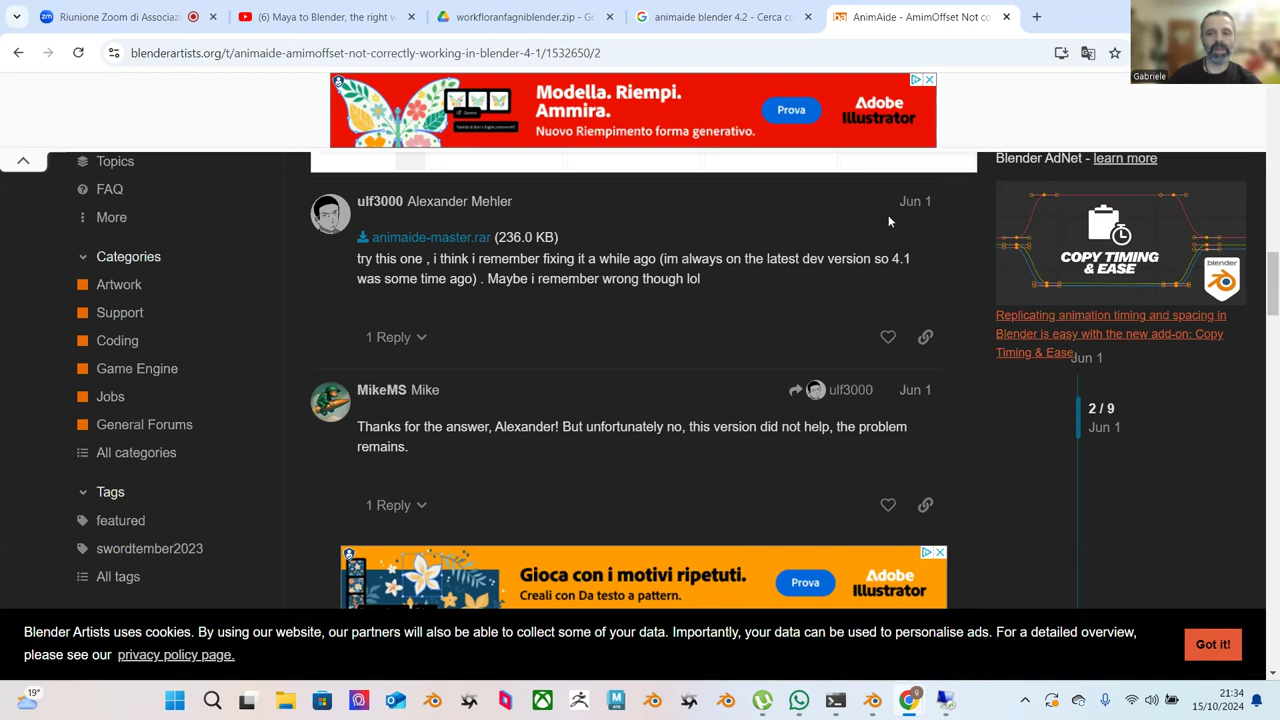 Riunione Zoom di Associaz
(6) Maya to Blender, the right w
workfloranfagniblender.zip - Go
animaide blender 4.2 - Cerca c
AnimAide - AmimOffset Not co
blenderartists.org/t/animaide-amimoffset-not-correctly-working-in-blender-4-1/1532650/2
Gabriele
Modella. Riempi.
Ammira.
Nuovo Riempimento forma generativo.
Prova
Adobe
Illustrator
Topics
FAQ
More
Categories
Artwork
Support
Coding
Game Engine
Jobs
General Forums
All categories
Tags
featured
swordtember2023
All tags
ulf3000 Alexander Mehler
Jun 1
animaide-master.rar (236.0 KB)
try this one , i think i remember fixing it a while ago (im always on the latest dev version so 4.1
was some time ago) . Maybe i remember wrong though lol
1 Reply
MikeMS Mike
ulf3000
Jun 1
Thanks for the answer, Alexander! But unfortunately no, this version did not help, the problem
remains.
1 Reply
Gioca con i motivi ripetuti.
Creali con Da testo a pattern.
Prova
Adobe
Illustrator
Blender AdNet - learn more
COPY TIMING
& EASE
blender
Replicating animation timing and spacing in
Blender is easy with the new add-on: Copy
Timing & Ease
Jun 1
2 / 9
Jun 1
Blender Artists uses cookies. By using our website, our partners will also be able to collect some of your data. Importantly, your data can be used to personalise ads. For a detailed overview,
please see our privacy policy page.
Got it!
19°
21:34
15/10/2024